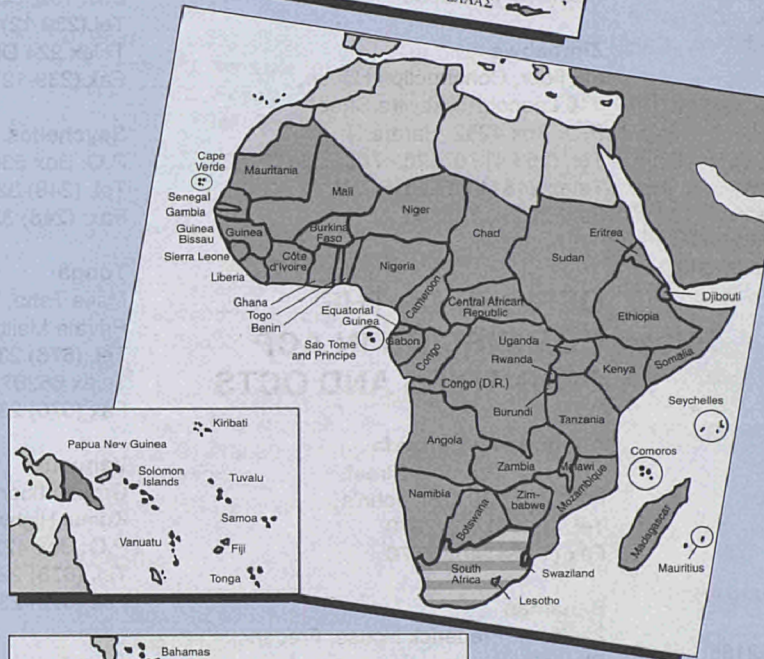 Cape
Verde
Mauritania
Mali
Niger
Chad
Sudan
Eritrea
Djibouti
Senegal
Gambia
Guinea
Bissau
Guinea
Burkina
Faso
Sierra Leone
Côte
d'Ivoire
Nigeria
Liberia
Cameroon
Central African
Republic
Ethiopia
Ghana
Togo
Benin
Equatorial
Guinea
Sao Tome
and Principe
Gabon
Congo
Uganda
Rwanda
Congo (D.R.)
Burundi
Kenya
Somalia
Tanzania
Seychelles
Comoros
Angola
Zambia
Malawi
Mozambique
Namibia
Zim-
babwe
Botswana
Madagascar
Mauritius
South
Africa
Swaziland
Lesotho
Kiribati
Papua New Guinea
Solomon
Islands
Tuvalu
Samoa
Vanuatu
Fiji
Tonga
Bahamas